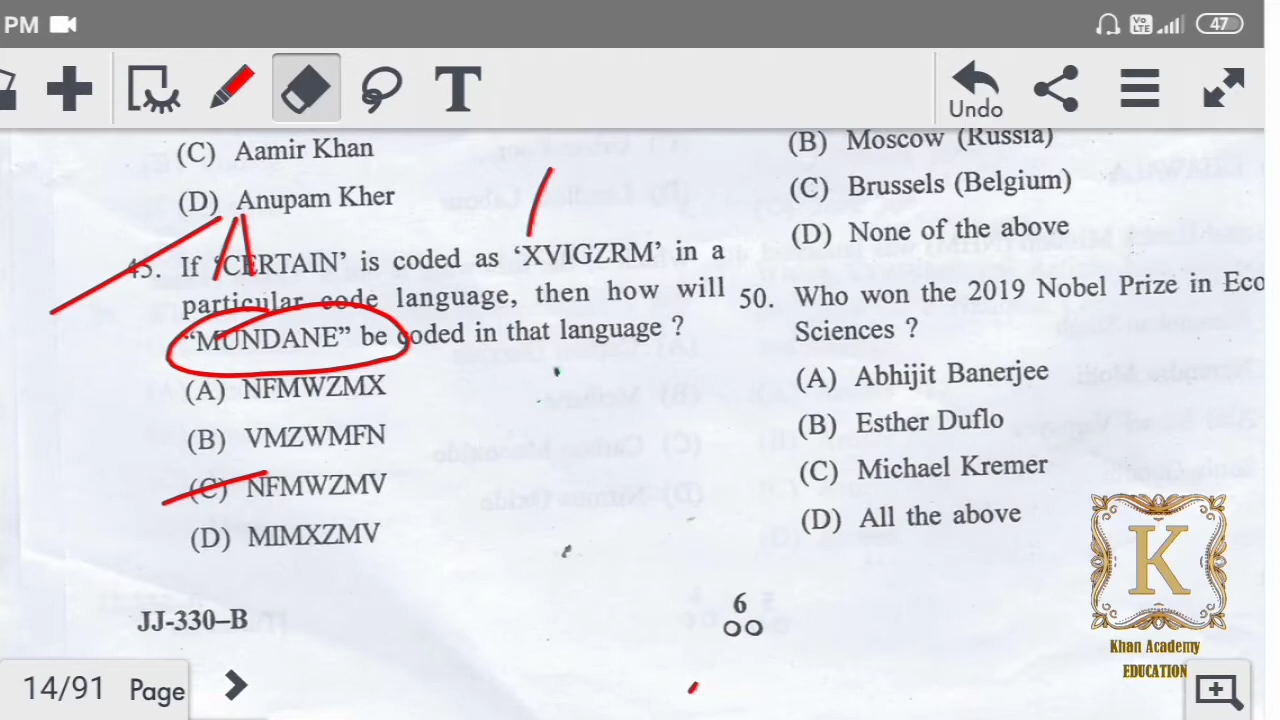 PM
Vo
LTE
47
T
Undo
(C) Aamir Khan
(D) Anupam Kher
45. If ‘CERTAIN’ is coded as ‘XVIGZRM’ in a
particular code language, then how will
“MUNDANE” be coded in that language ?
(A) NFMWZMX
(B) VMZWMFN
(C) NFMWZMV
(D) MIMXZMV
JJ-330–B
(B) Moscow (Russia)
(C) Brussels (Belgium)
(D) None of the above
50. Who won the 2019 Nobel Prize in Eco
Sciences ?
(A) Abhijit Banerjee
(B) Esther Duflo
(C) Michael Kremer
(D) All the above
6
K
Khan Academy
EDUCATION
14/91 Page